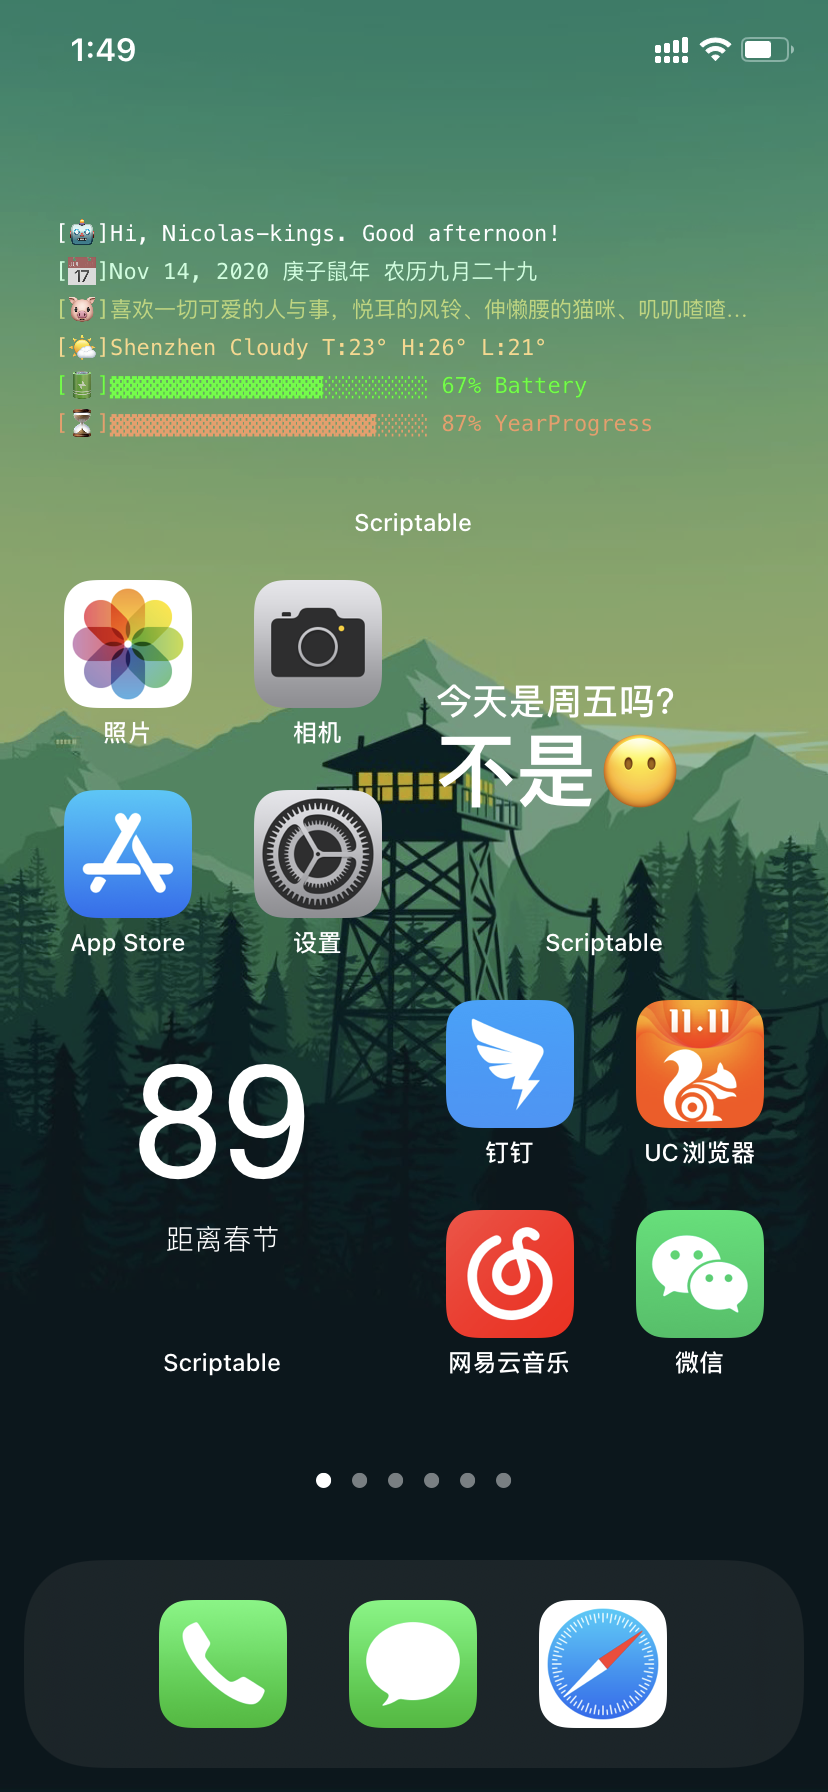 1:49
[🤖]Hi, Nicolas-kings. Good afternoon!
[📅]Nov 14, 2020 庚子鼠年 农历九月二十九
[🐷]喜欢一切可爱的人与事，悦耳的风铃、伸懒腰的猫咪、叽叽喳喳...
[🌤]Shenzhen Cloudy T:23° H:26° L:21°
[🔋]▓▓▓▓▓▓▓▓▓▓▓▓▓▓▓▓░░░░░░░░ 67% Battery
[⏳]▓▓▓▓▓▓▓▓▓▓▓▓▓▓▓▓▓▓▓▓░░░░ 87% YearProgress
Scriptable
照片
相机
今天是周五吗?
不是😶
App Store
设置
Scriptable
89
距离春节
Scriptable
11.11
钉钉
UC浏览器
网易云音乐
微信